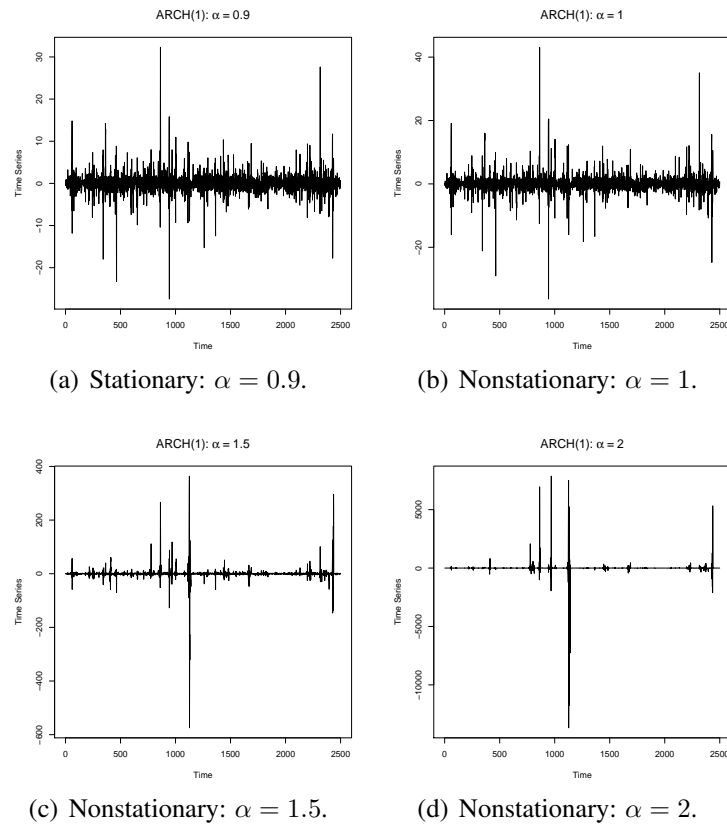 ARCH(1): α = 0.9
Time Series
30
20
10
0
−10
−20
0 500 1000 1500 2000 2500
Time
(a) Stationary: α = 0.9.
ARCH(1): α = 1
Time Series
40
20
0
−20
0 500 1000 1500 2000 2500
Time
(b) Nonstationary: α = 1.
ARCH(1): α = 1.5
Time Series
400
200
0
−200
−400
−600
0 500 1000 1500 2000 2500
Time
(c) Nonstationary: α = 1.5.
ARCH(1): α = 2
Time Series
5000
0
−5000
−10000
0 500 1000 1500 2000 2500
Time
(d) Nonstationary: α = 2.